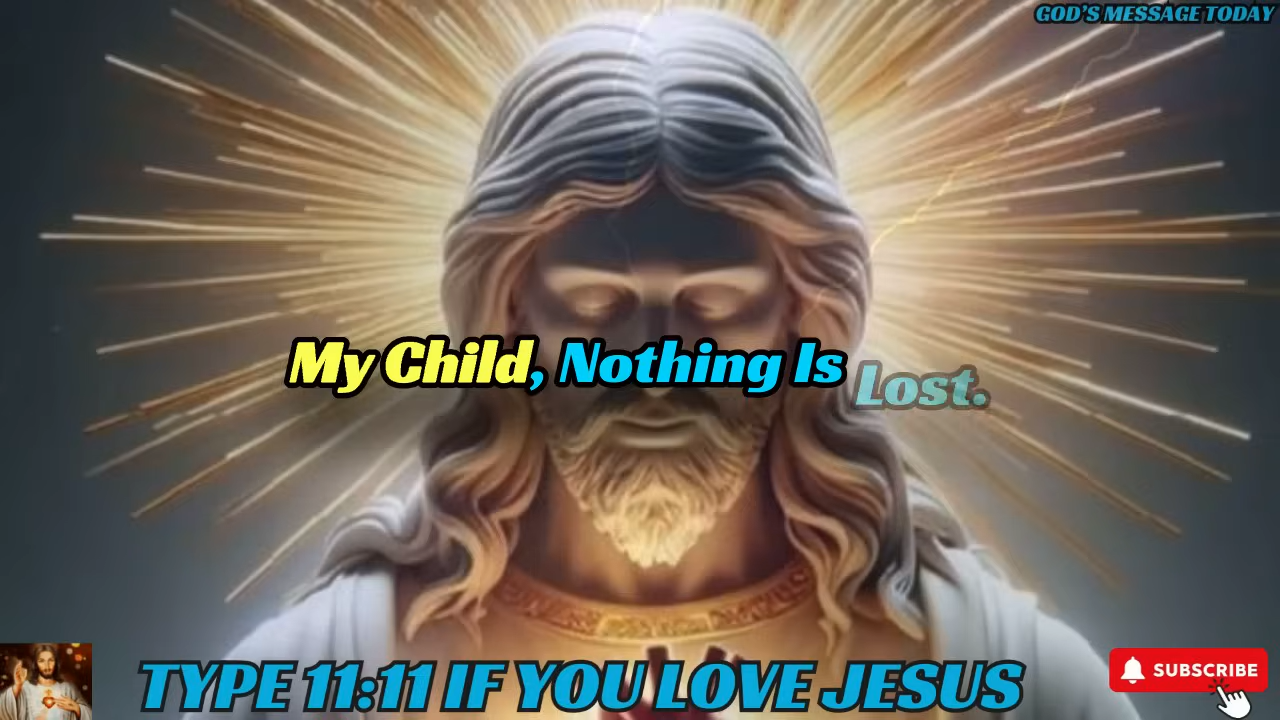 GOD'S MESSAGE TODAY
My Child, Nothing Is Lost.
TYPE 11:11 IF YOU LOVE JESUS
SUBSCRIBE